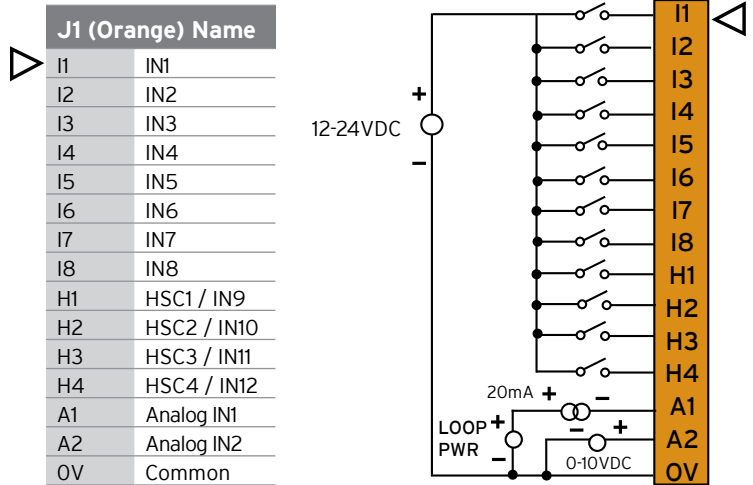 J1 (Orange) Name
I1 IN1
I2 IN2
I3 IN3
I4 IN4
I5 IN5
I6 IN6
I7 IN7
I8 IN8
H1 HSC1 / IN9
H2 HSC2 / IN10
H3 HSC3 / IN11
H4 HSC4 / IN12
A1 Analog IN1
A2 Analog IN2
0V Common
+
12-24VDC
−
20mA + −
LOOP +
PWR
−
− +
0-10VDC
I1
I2
I3
I4
I5
I6
I7
I8
H1
H2
H3
H4
A1
A2
0V